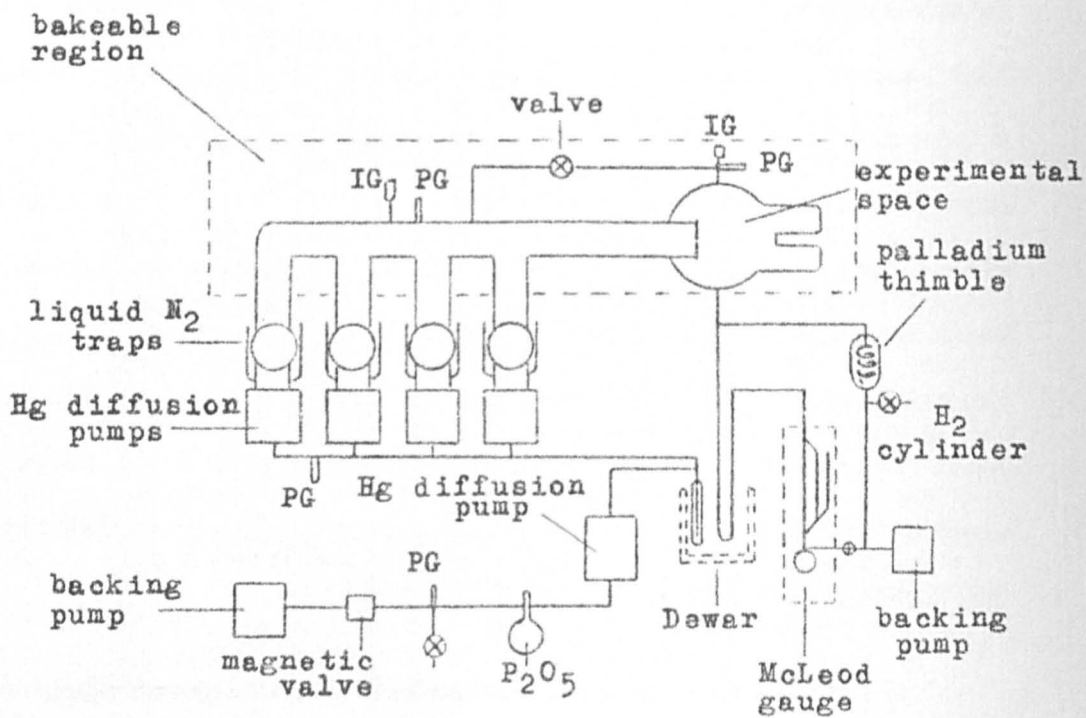 bakeable
region
valve
IG
PG
IG
PG
experimental
space
palladium
thimble
liquid N2
traps
Hg diffusion
pumps
H2
cylinder
PG
Hg diffusion
pump
PG
backing
pump
magnetic
valve
P2O5
Dewar
McLeod
gauge
backing
pump